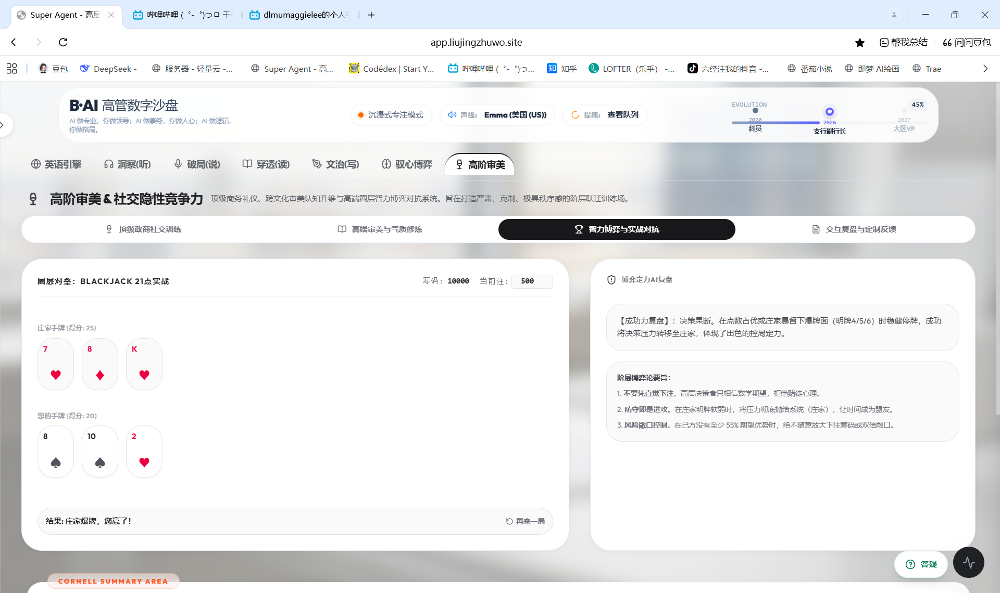 Super Agent - 高层
哔哩哔哩 (゜-゜)つロ 干
dlmumaggielee的个人空
app.liujingzhuwo.site
帮我总结
问问豆包
豆包
DeepSeek -
服务器 - 轻量云 -...
Super Agent - 高...
Codédex | Start Y...
哔哩哔哩 (゜-゜)つ...
知 知乎
LOFTER（乐乎） -...
六经注我的抖音 -...
番茄小说
即梦 AI绘画
Trae
B·AI 高管数字沙盘
AI 做专业，你做领导；AI 做事务，你做人心；AI 做逻辑，
你做格局。
沉浸式专注模式
声线: Emma (美国 (US))
提纯: 查看队列
EVOLUTION
45%
2020
科员
2026
支行副行长
2027
大区VP
英语引擎
洞察(听)
破局(说)
穿透(读)
文治(写)
驭心博弈
高阶审美
高阶审美 & 社交隐性竞争力
顶级商务礼仪、跨文化审美认知升维与高端圈层智力博弈对抗系统。旨在打造严肃、克制、极具秩序感的阶层跃迁训练场。
顶级政商社交训练
高端审美与气质修炼
智力博弈与实战对抗
交互复盘与定制反馈
圈层对垒：BLACKJACK 21点实战
筹码: 10000
当前注: 500
庄家手牌 (得分: 25)
7
8
K
您的手牌 (得分: 20)
8
10
2
结果: 庄家爆牌，您赢了！
再来一局
博弈定力AI复盘
【成功力复盘】：决策果断。在点数占优或庄家暴留下爆牌面（明牌4/5/6）时稳健停牌，成功
将决策压力转移至庄家，体现了出色的控局定力。
阶层博弈论要旨：
1. 不要凭直觉下注。高层决策者只相信数学期望，拒绝赌徒心理。
2. 防守即是进攻。在庄家明牌软弱时，将压力彻底抛给系统（庄家），让时间成为盟友。
3. 风险敞口控制。在己方没有至少 55% 期望优势时，绝不随意放大下注筹码或双倍敞口。
答疑
CORNELL SUMMARY AREA